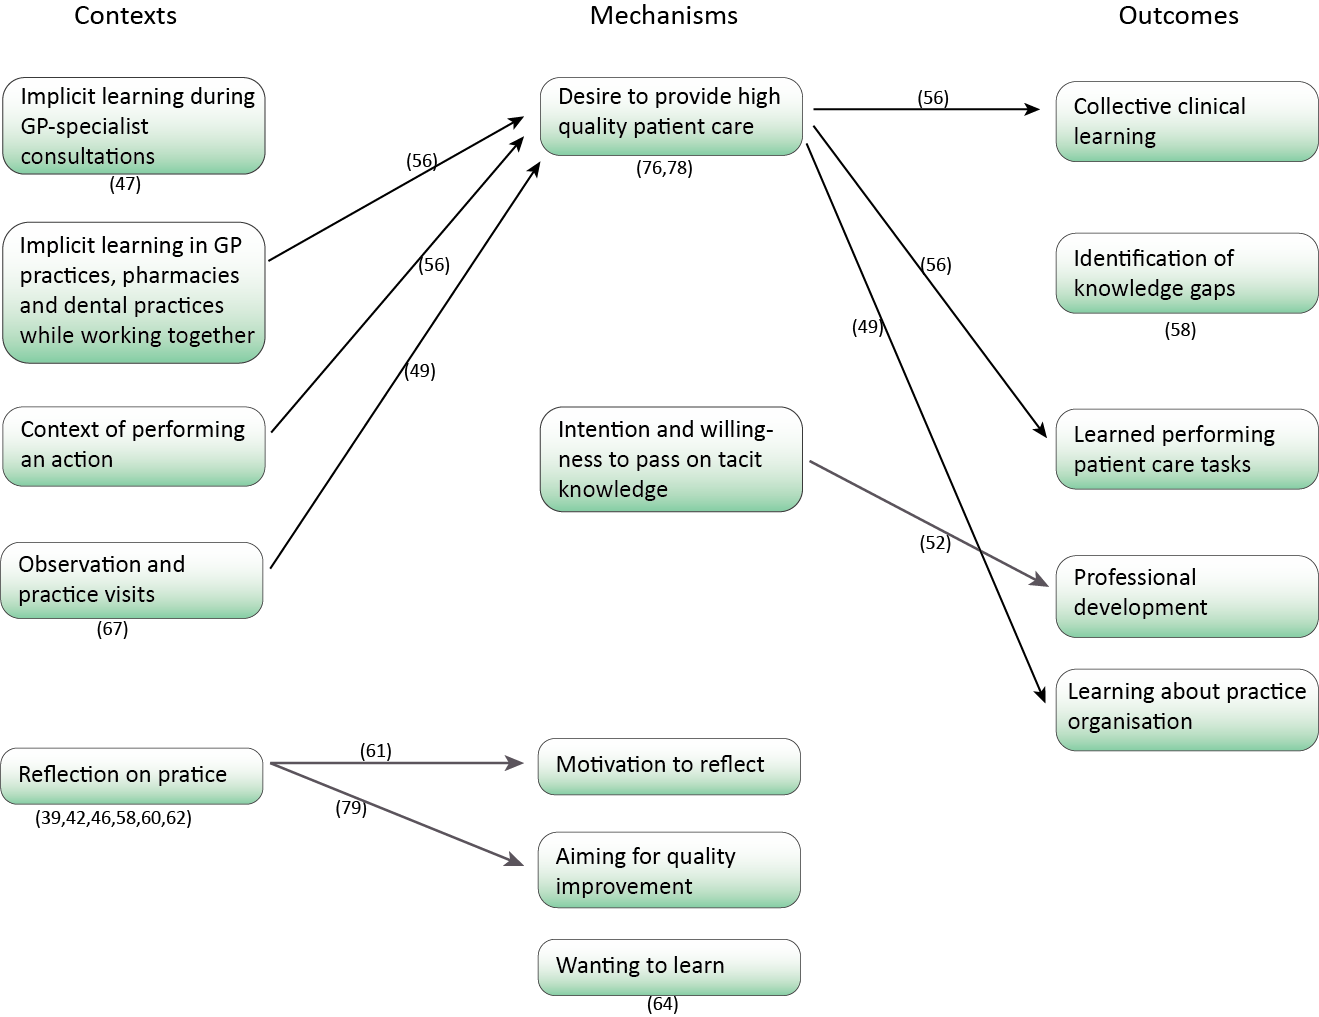 Contexts
Mechanisms
Outcomes
Implicit learning during
GP-specialist
consultations
(47)
Implicit learning in GP
practices, pharmacies
and dental practices
while working together
Context of performing
an action
Observation and
practice visits
(67)
Reflection on pratice
(39,42,46,58,60,62)
(56)
(56)
(49)
(61)
(79)
Desire to provide high
quality patient care
(76,78)
Intention and willing-
ness to pass on tacit
knowledge
Motivation to reflect
Aiming for quality
improvement
Wanting to learn
(64)
(56)
(56)
(49)
(52)
Collective clinical
learning
Identification of
knowledge gaps
(58)
Learned performing
patient care tasks
Professional
development
Learning about practice
organisation